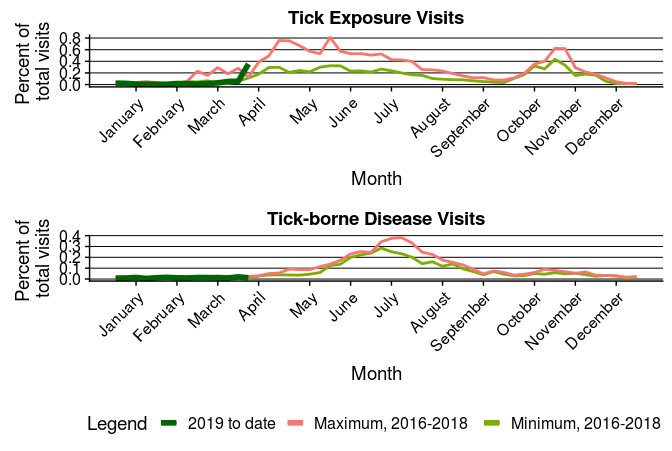 Tick Exposure Visits
Percent of
total visits
0.8
0.6
0.4
0.2
0.0
January
February
March
April
May
June
July
August
September
October
November
December
Month
Tick-borne Disease Visits
Percent of
total visits
0.4
0.3
0.2
0.1
0.0
January
February
March
April
May
June
July
August
September
October
November
December
Month
Legend 2019 to date Maximum, 2016-2018 Minimum, 2016-2018